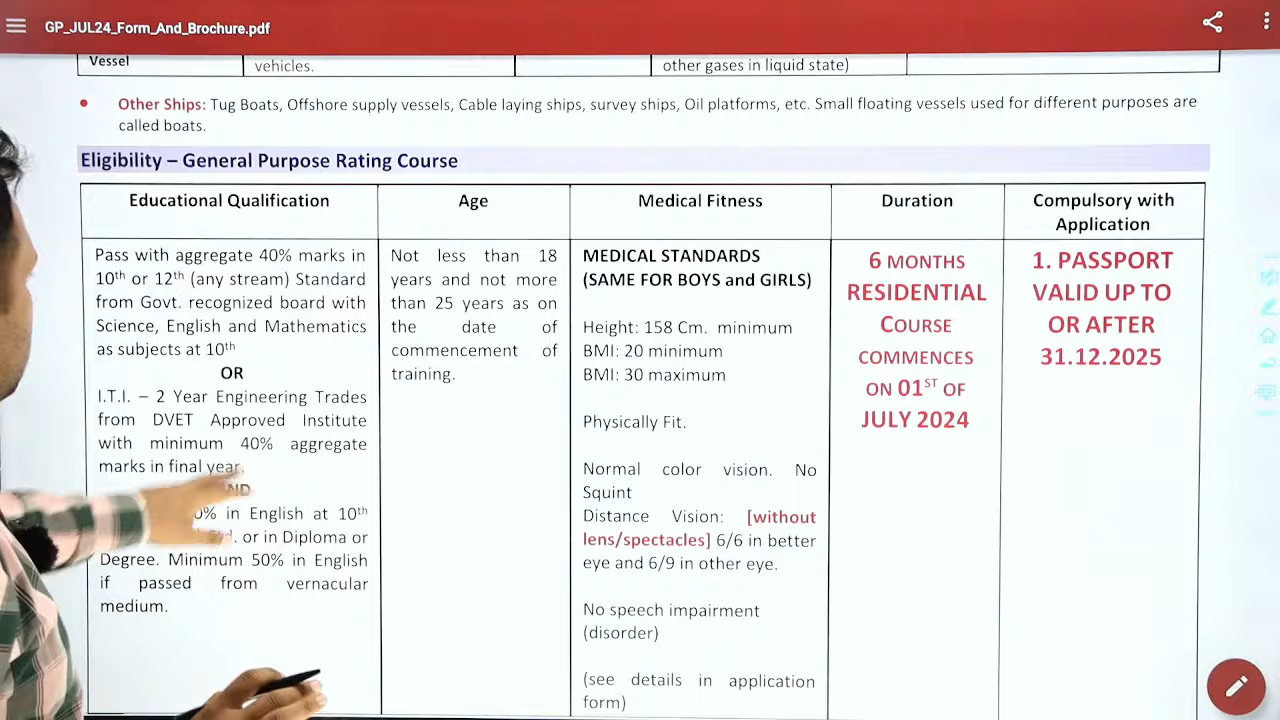 GP_JUL24_Form_And_Brochure.pdf
Vessel
vehicles.
other gases in liquid state)
• Other Ships: Tug Boats, Offshore supply vessels, Cable laying ships, survey ships, Oil platforms, etc. Small floating vessels used for different purposes are
called boats.
Eligibility – General Purpose Rating Course
Educational Qualification
Pass with aggregate 40% marks in
10th or 12th (any stream) Standard
from Govt. recognized board with
Science, English and Mathematics
as subjects at 10th
OR
I.T.I. – 2 Year Engineering Trades
from DVET Approved Institute
with minimum 40% aggregate
marks in final year.
in English at 10th
or in Diploma or
Degree. Minimum 50% in English
if passed from vernacular
medium.
Age
Not less than 18
years and not more
than 25 years as on
the date of
commencement of
training.
Medical Fitness
MEDICAL STANDARDS
(SAME FOR BOYS and GIRLS)
Height: 158 Cm. minimum
BMI: 20 minimum
BMI: 30 maximum
Physically Fit.
Normal color vision. No
Squint
Distance Vision: [without
lens/spectacles] 6/6 in better
eye and 6/9 in other eye.
No speech impairment
(disorder)
(see details in application
form)
Duration
6 MONTHS
RESIDENTIAL
COURSE
COMMENCES
ON 01ST OF
JULY 2024
Compulsory with
Application
1. PASSPORT
VALID UP TO
OR AFTER
31.12.2025